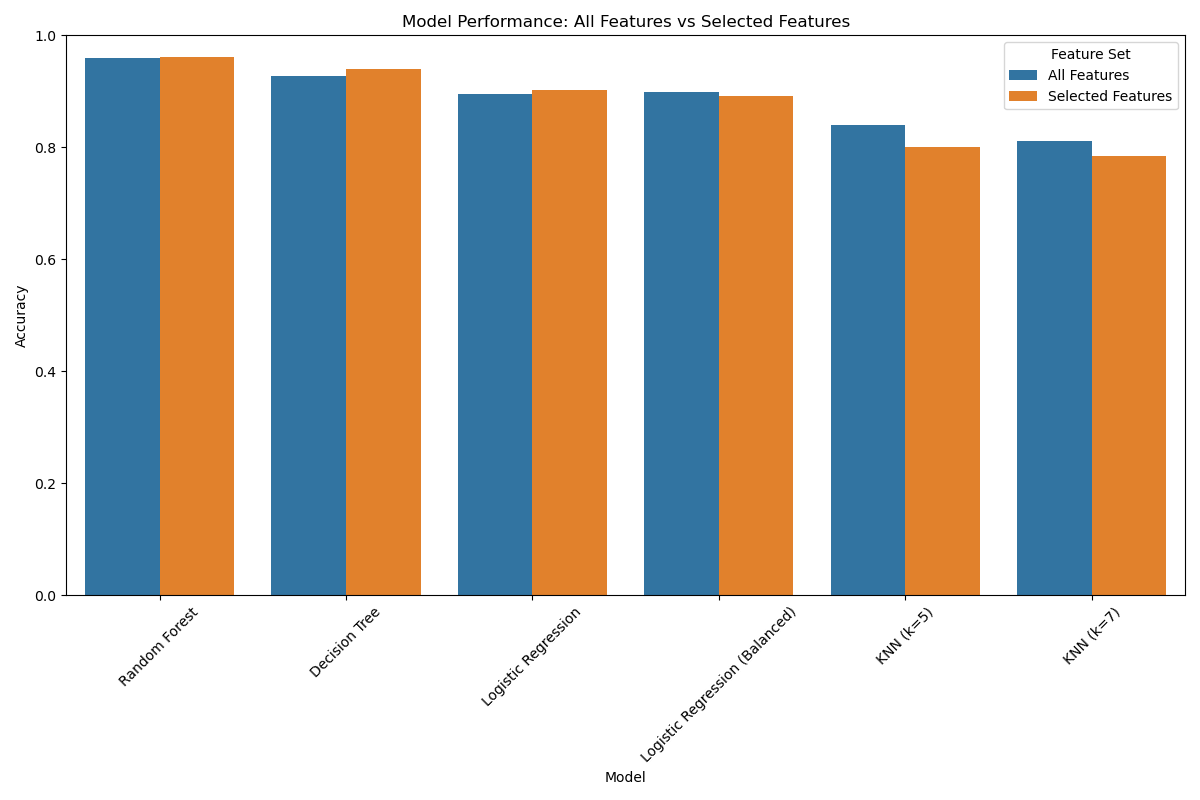 Model Performance: All Features vs Selected Features
Feature Set
All Features
Selected Features
1.0
0.8
0.6
0.4
0.2
0.0
Accuracy
Random Forest
Decision Tree
Logistic Regression
Logistic Regression (Balanced)
KNN (k=5)
KNN (k=7)
Model